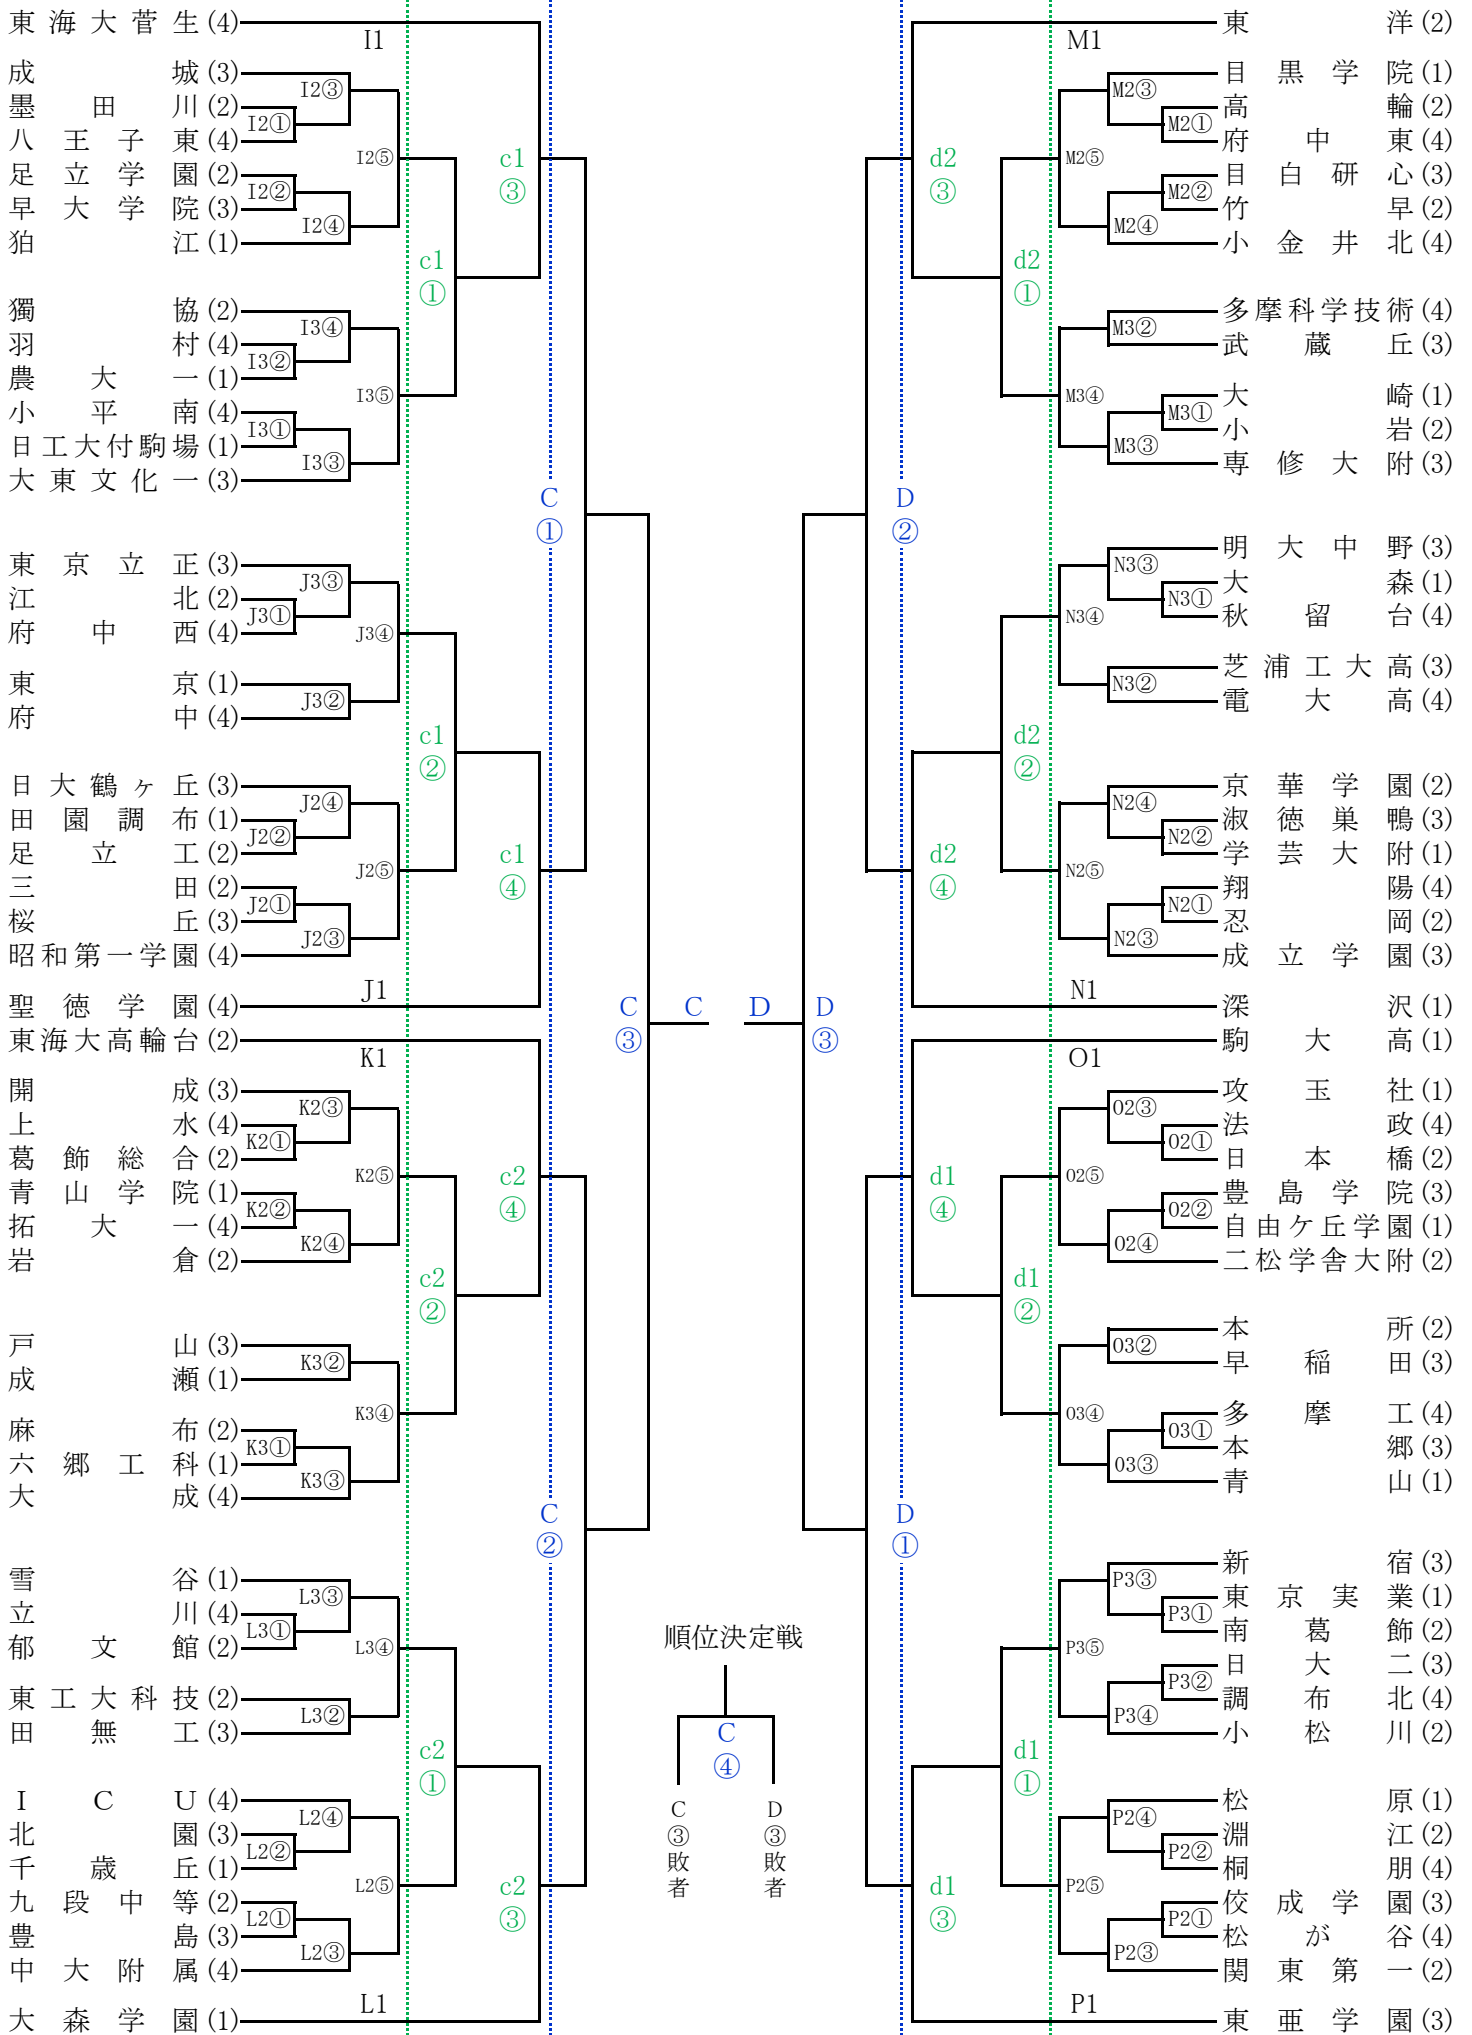 東海大菅生(4)
I1
成城(3)
I2③
墨田川(2)
I2①
八王子東(4)
I2⑤
足立学園(2)
I2②
早大学院(3)
I2④
狛江(1)
c1
③
c1
①
獨協(2)
I3④
羽村(4)
I3②
農大一(1)
I3⑤
小平南(4)
I3①
日工大付駒場(1)
I3③
大東文化一(3)
C
①
東京立正(3)
J3③
江北(2)
J3①
府中西(4)
J3④
東京(1)
J3②
府中(4)
c1
②
日大鶴ヶ丘(3)
J2④
田園調布(1)
J2②
足立工(2)
J2⑤
三田(2)
J2①
桜丘(3)
J2③
昭和第一学園(4)
c1
④
J1
聖徳学園(4)
C
③
C
東海大高輪台(2)
K1
開成(3)
K2③
上水(4)
K2①
葛飾総合(2)
K2⑤
青山学院(1)
K2②
拓大一(4)
K2④
岩倉(2)
c2
④
c2
②
戸山(3)
K3②
成瀬(1)
K3④
麻布(2)
K3①
六郷工科(1)
K3③
大成(4)
C
②
雪谷(1)
L3③
立川(4)
L3①
郁文館(2)
L3④
東工大科技(2)
L3②
田無工(3)
c2
①
ICU(4)
L2④
北園(3)
L2②
千歳丘(1)
L2⑤
九段中等(2)
L2①
豊島(3)
L2③
中大附属(4)
c2
③
L1
大森学園(1)
順位決定戦
C
④
C③敗者
D③敗者
東洋(2)
M1
目黒学院(1)
M2③
高輪(2)
M2①
府中東(4)
M2⑤
目白研心(3)
M2②
竹早(2)
M2④
小金井北(4)
d2
③
d2
①
多摩科学技術(4)
M3②
武蔵丘(3)
M3④
大崎(1)
M3①
小岩(2)
M3③
専修大附(3)
D
②
明大中野(3)
N3③
大森(1)
N3①
秋留台(4)
N3④
芝浦工大高(3)
N3②
電大高(4)
d2
②
京華学園(2)
N2④
淑徳巣鴨(3)
N2②
学芸大附(1)
N2⑤
翔陽(4)
N2①
忍岡(2)
N2③
成立学園(3)
d2
④
N1
深沢(1)
D
D
③
駒大高(1)
O1
攻玉社(1)
O2③
法政(4)
O2①
日本橋(2)
O2⑤
豊島学院(3)
O2②
自由ケ丘学園(1)
O2④
二松学舎大附(2)
d1
④
d1
②
本所(2)
O3②
早稲田(3)
O3④
多摩工(4)
O3①
本郷(3)
O3③
青山(1)
D
①
新宿(3)
P3③
東京実業(1)
P3①
南葛飾(2)
P3⑤
日大二(3)
P3②
調布北(4)
P3④
小松川(2)
d1
①
松原(1)
P2④
淵江(2)
P2②
桐朋(4)
P2⑤
佼成学園(3)
P2①
松が谷(4)
P2③
関東第一(2)
d1
③
P1
東亜学園(3)